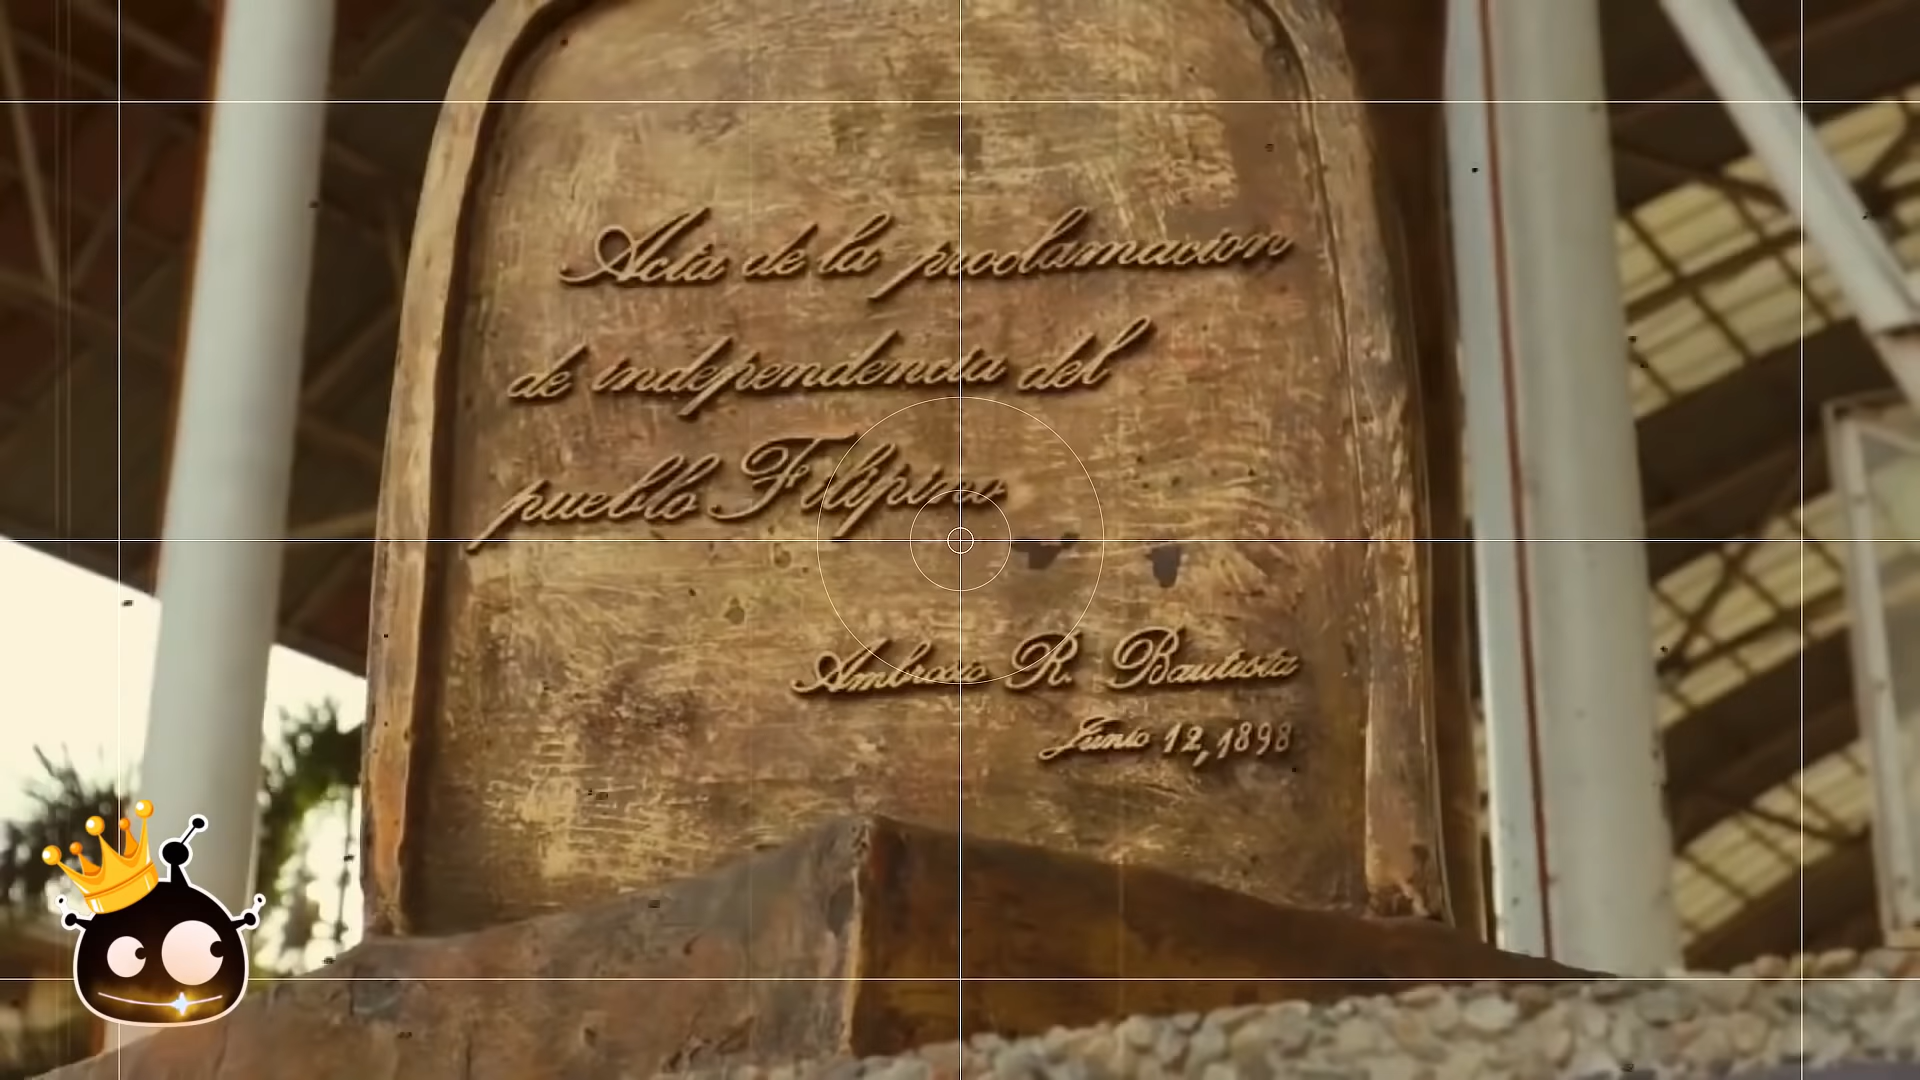 Acta de la proclamacion
de independencia del
pueblo Filipino
Ambrosio R. Bautista
Junio 12, 1898